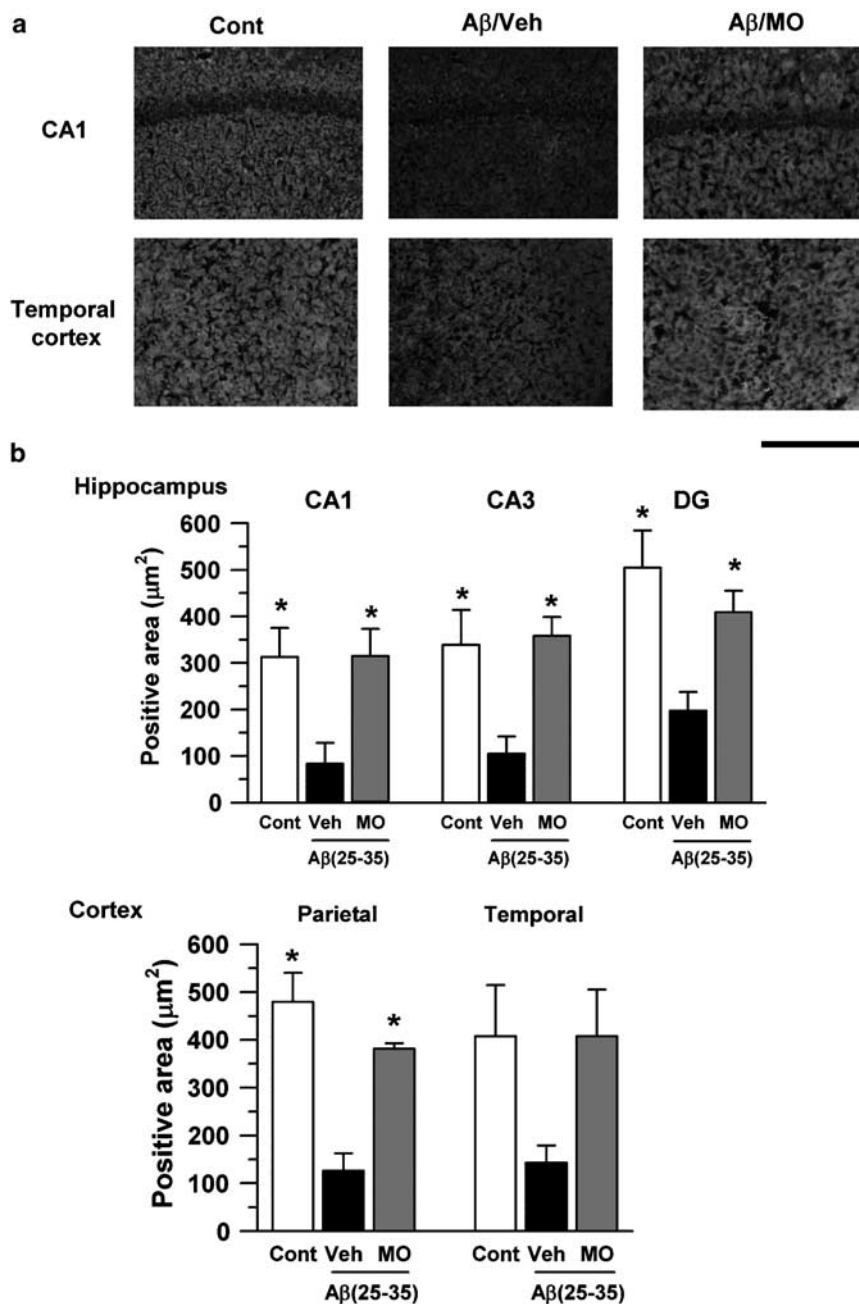 a
Cont Aβ/Veh Aβ/MO
CA1
Temporal
cortex
b
Hippocampus
CA1 CA3 DG
Positive area (μm²)
600
500
400
300
200
100
0
Cont Veh MO Cont Veh MO Cont Veh MO
Aβ(25-35) Aβ(25-35) Aβ(25-35)
Cortex
Parietal Temporal
Positive area (μm²)
600
500
400
300
200
100
0
Cont Veh MO Cont Veh MO
Aβ(25-35) Aβ(25-35)